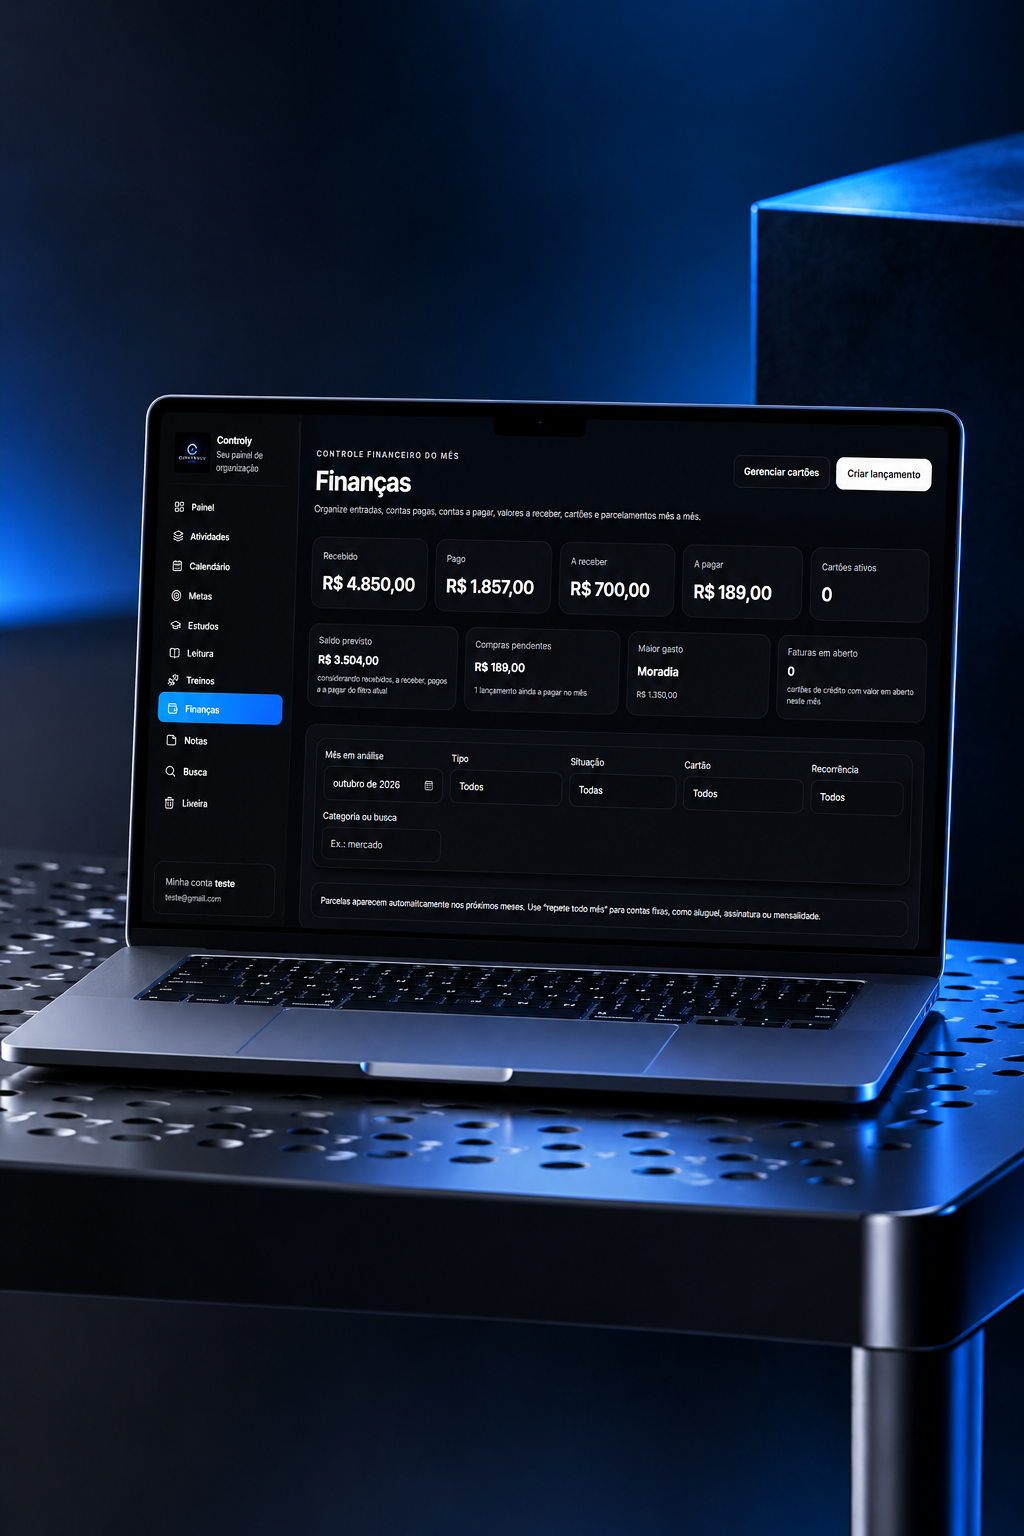 Controly
Seu painel de
organização
Painel
Atividades
Calendário
Metas
Estudos
Leitura
Treinos
Finanças
Notas
Busca
Lixeira
Minha conta teste
teste@gmail.com
CONTROLE FINANCEIRO DO MÊS
Finanças
Organize entradas, contas pagas, contas a pagar, valores a receber, cartões e parcelamentos mês a mês.
Gerenciar cartões
Criar lançamento
Recebido
R$ 4.850,00
Pago
R$ 1.857,00
A receber
R$ 700,00
A pagar
R$ 189,00
Cartões ativos
0
Saldo previsto
R$ 3.504,00
considerando recebidos, a receber, pagos
e a pagar do filtro atual
Compras pendentes
R$ 189,00
1 lançamento ainda a pagar no mês
Maior gasto
Moradia
R$ 1.350,00
Faturas em aberto
0
cartões de crédito com valor em aberto
neste mês
Mês em análise
outubro de 2026
Tipo
Todos
Situação
Todas
Cartão
Todos
Recorrência
Todos
Categoria ou busca
Ex.: mercado
Parcelas aparecem automaticamente nos próximos meses. Use "repete todo mês" para contas fixas, como aluguel, assinatura ou mensalidade.